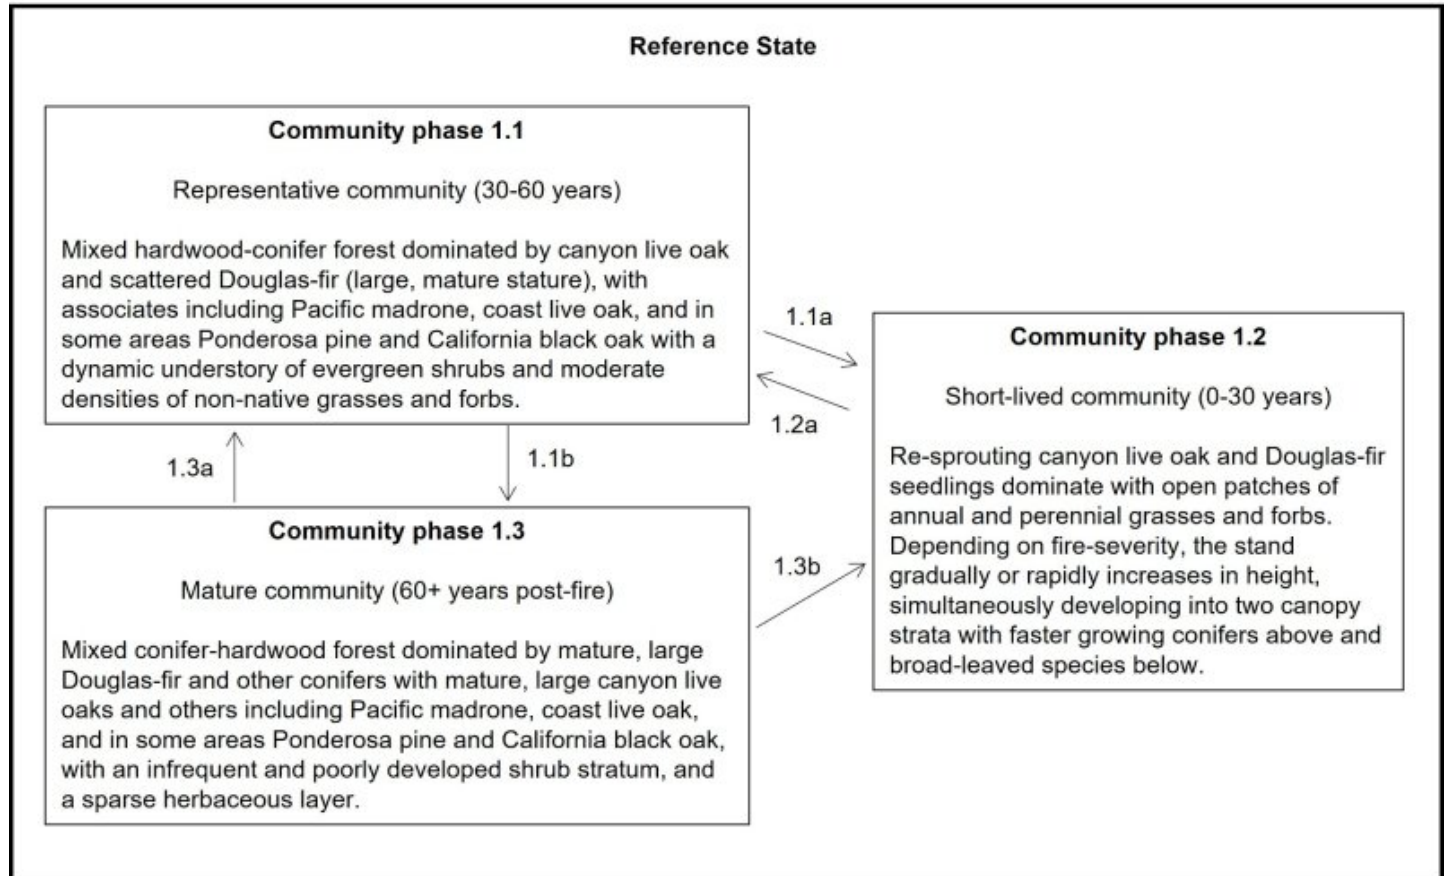 Reference State
Community phase 1.1
Representative community (30-60 years)
Mixed hardwood-conifer forest dominated by canyon live oak
and scattered Douglas-fir (large, mature stature), with
associates including Pacific madrone, coast live oak, and in
some areas Ponderosa pine and California black oak with a
dynamic understory of evergreen shrubs and moderate
densities of non-native grasses and forbs.
1.1a
1.2a
1.3a
1.1b
Community phase 1.2
Short-lived community (0-30 years)
Re-sprouting canyon live oak and Douglas-fir
seedlings dominate with open patches of
annual and perennial grasses and forbs.
Depending on fire-severity, the stand
gradually or rapidly increases in height,
simultaneously developing into two canopy
strata with faster growing conifers above and
broad-leaved species below.
Community phase 1.3
Mature community (60+ years post-fire)
Mixed conifer-hardwood forest dominated by mature, large
Douglas-fir and other conifers with mature, large canyon live
oaks and others including Pacific madrone, coast live oak,
and in some areas Ponderosa pine and California black oak,
with an infrequent and poorly developed shrub stratum, and
a sparse herbaceous layer.
1.3b